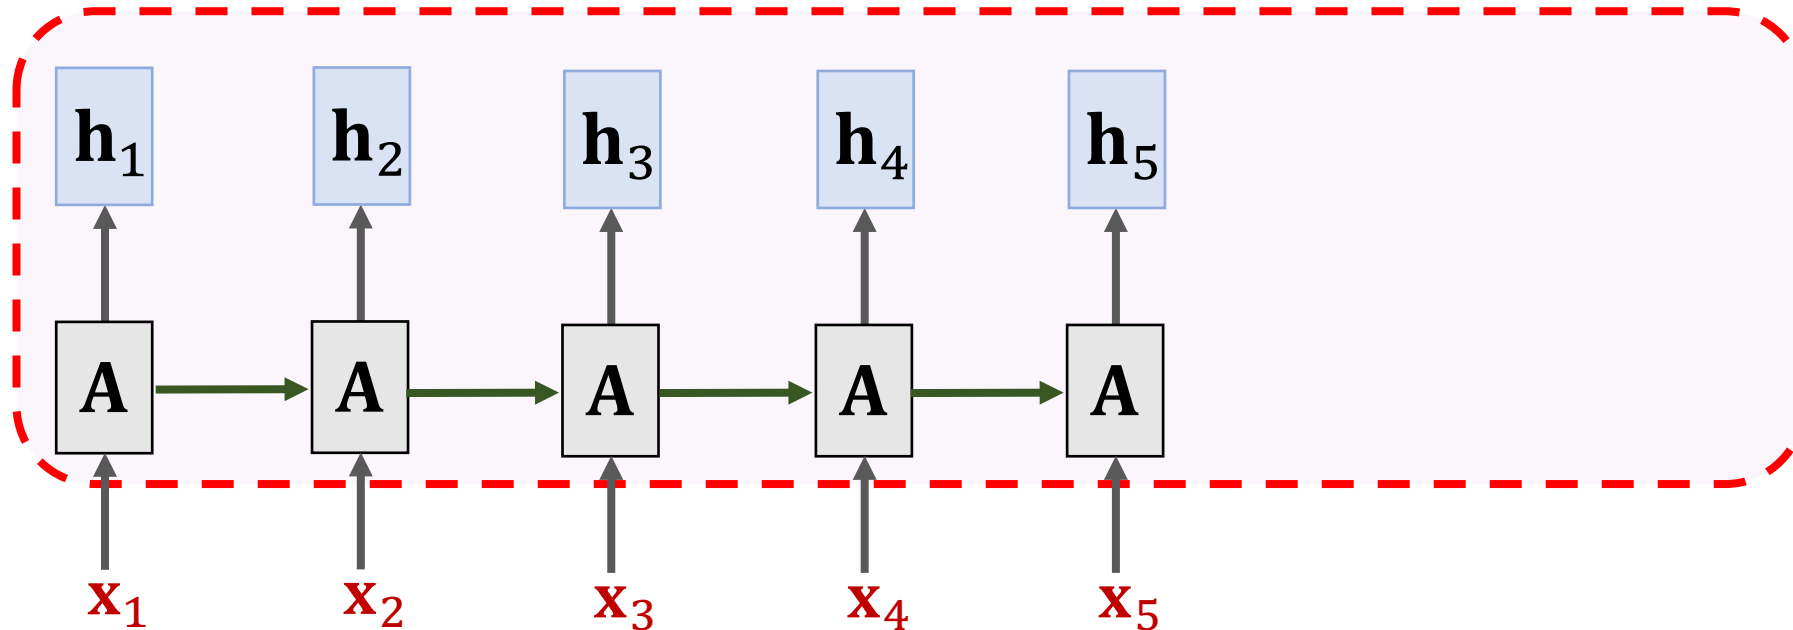 h₁ h₂ h₃ h₄ h₅
A A A A A
x₁ x₂ x₃ x₄ x₅